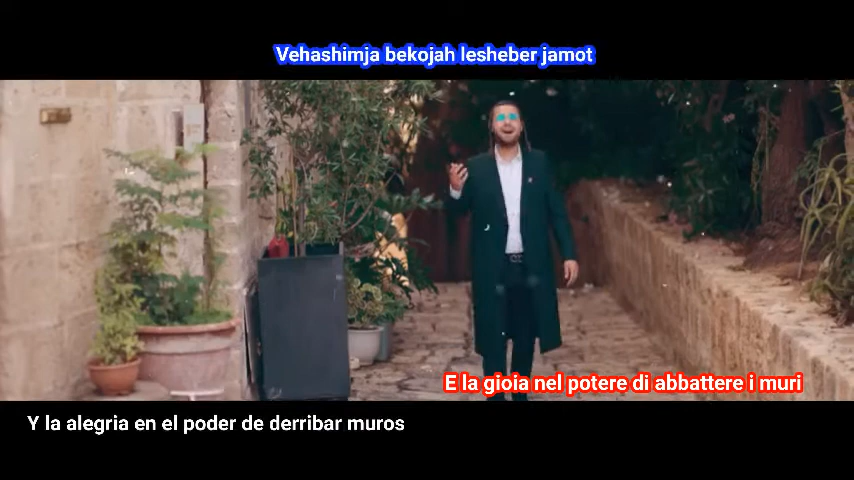 Vehashimja bekojah lesheber jamot
E la gioia nel potere di abbattere i muri
Y la alegria en el poder de derribar muros